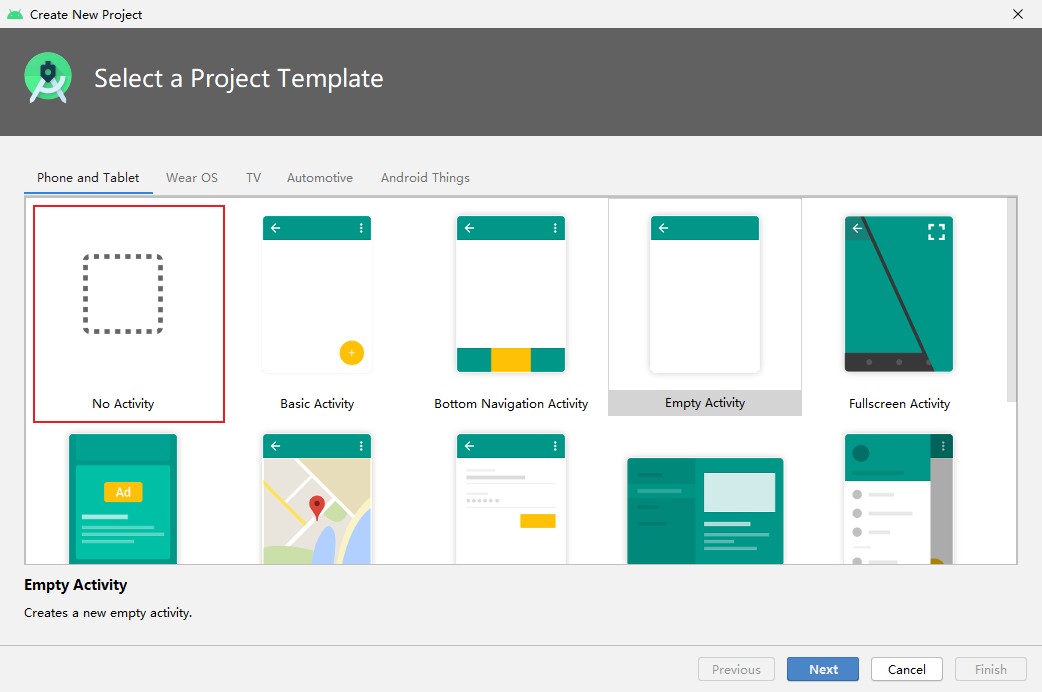 Create New Project
Select a Project Template
Phone and Tablet
Wear OS
TV
Automotive
Android Things
No Activity
Basic Activity
Bottom Navigation Activity
Empty Activity
Fullscreen Activity
Ad
Empty Activity
Creates a new empty activity.
Previous
Next
Cancel
Finish